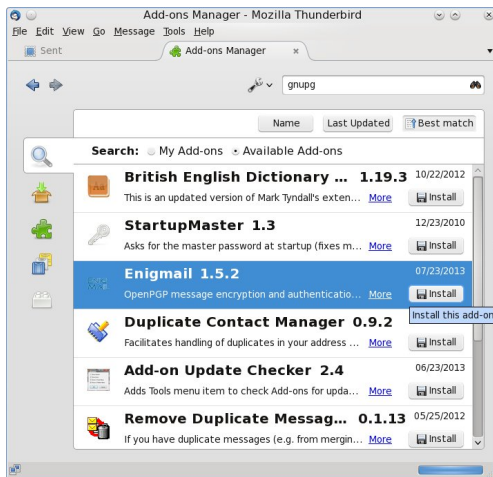 Add-ons Manager - Mozilla Thunderbird
File Edit View Go Message Tools Help
Sent
Add-ons Manager ×
gnupg
Name Last Updated Best match
Search: My Add-ons Available Add-ons
British English Dictionary ... 1.19.3 10/22/2012
This is an updated version of Mark Tyndall's exten... More Install
StartupMaster 1.3 12/23/2010
Asks for the master password at startup (fixes m... More Install
Enigmail 1.5.2 07/23/2013
OpenPGP message encryption and authenticatio... More Install
Install this add-on
Duplicate Contact Manager 0.9.2
Facilitates handling of duplicates in your address ... More Install
Add-on Update Checker 2.4 06/23/2013
Adds Tools menu item to check Add-ons for upda... More Install
Remove Duplicate Messag... 0.1.13 05/25/2012
If you have duplicate messages (e.g. from mergin... More Install